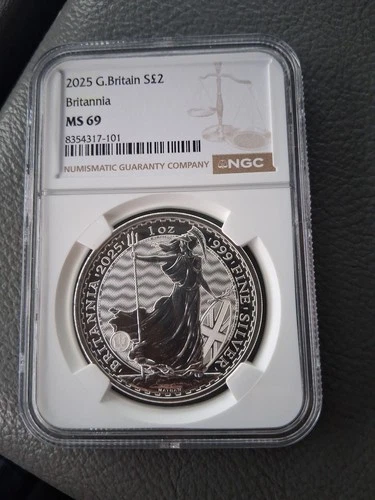 2025 G.Britain S£2
Britannia
MS 69
8354317-101
NUMISMATIC GUARANTY COMPANY
NGC
BRITANNIA · 2025 · 1 oz · 999 · FINE · SILVER
NATHAN